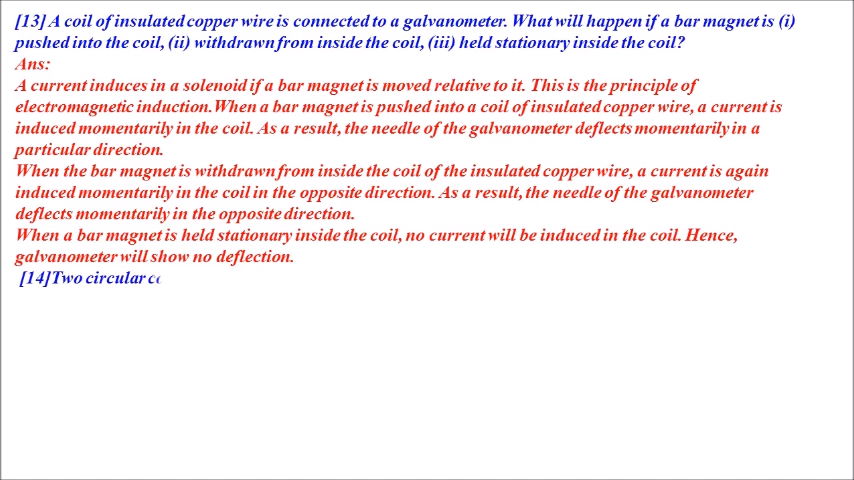 [13] A coil of insulated copper wire is connected to a galvanometer. What will happen if a bar magnet is (i)
pushed into the coil, (ii) withdrawn from inside the coil, (iii) held stationary inside the coil?
Ans:
A current induces in a solenoid if a bar magnet is moved relative to it. This is the principle of
electromagnetic induction.When a bar magnet is pushed into a coil of insulated copper wire, a current is
induced momentarily in the coil. As a result, the needle of the galvanometer deflects momentarily in a
particular direction.
When the bar magnet is withdrawn from inside the coil of the insulated copper wire, a current is again
induced momentarily in the coil in the opposite direction. As a result, the needle of the galvanometer
deflects momentarily in the opposite direction.
When a bar magnet is held stationary inside the coil, no current will be induced in the coil. Hence,
galvanometer will show no deflection.
[14]Two circular